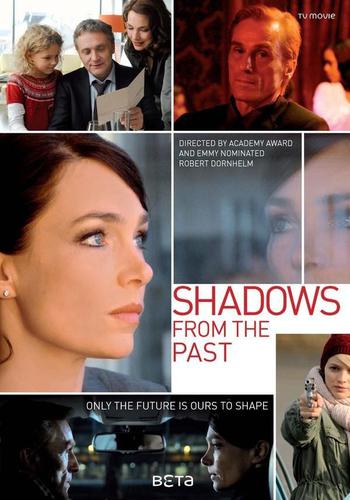 TV MOVIE
DIRECTED BY ACADEMY AWARD
AND EMMY NOMINATED
ROBERT DORNHELM
SHADOWS
FROM THE
PAST
ONLY THE FUTURE IS OURS TO SHAPE
BETA